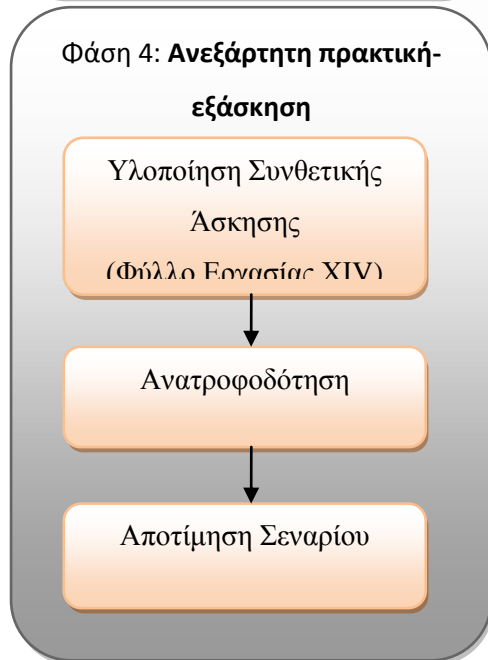 Φάση 4: Ανεξάρτητη πρακτική-
εξάσκηση
Υλοποίηση Συνθετικής
Άσκησης
(Φύλλο Εργασίας XIV)
Ανατροφοδότηση
Αποτίμηση Σεναρίου